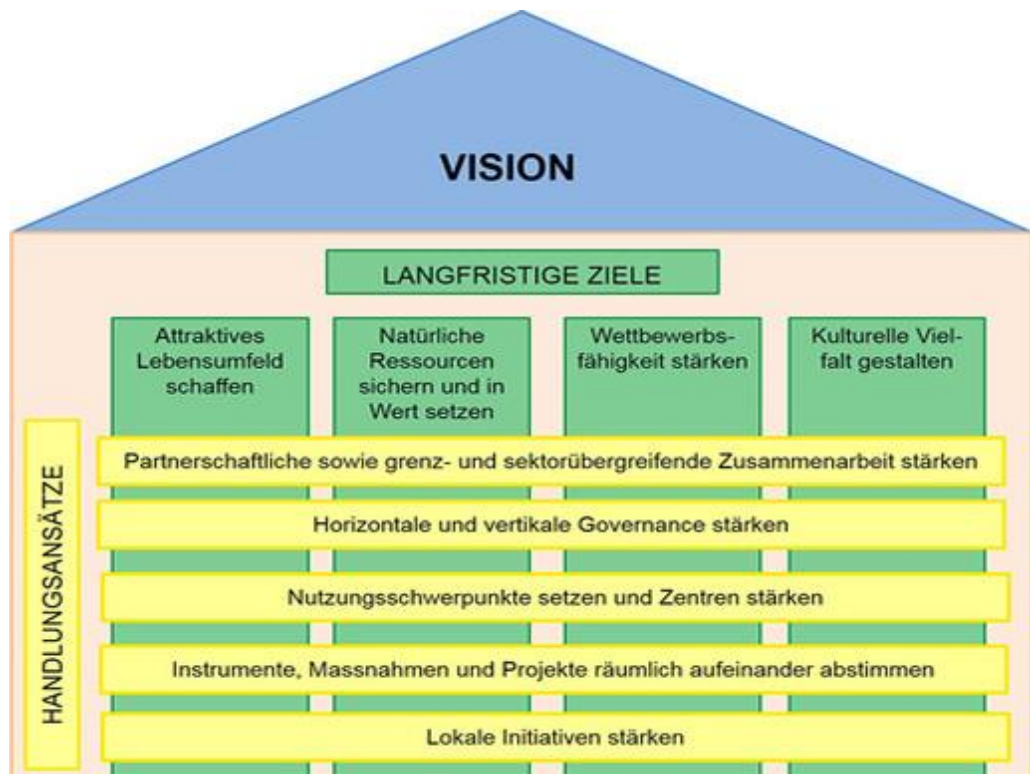 VISION
LANGFRISTIGE ZIELE
Attraktives
Lebensumfeld
schaffen
Natürliche
Ressourcen
sichern und in
Wert setzen
Wettbewerbs-
fähigkeit stärken
Kulturelle Viel-
falt gestalten
HANDLUNGSANSÄTZE
Partnerschaftliche sowie grenz- und sektorübergreifende Zusammenarbeit stärken
Horizontale und vertikale Governance stärken
Nutzungsschwerpunkte setzen und Zentren stärken
Instrumente, Massnahmen und Projekte räumlich aufeinander abstimmen
Lokale Initiativen stärken